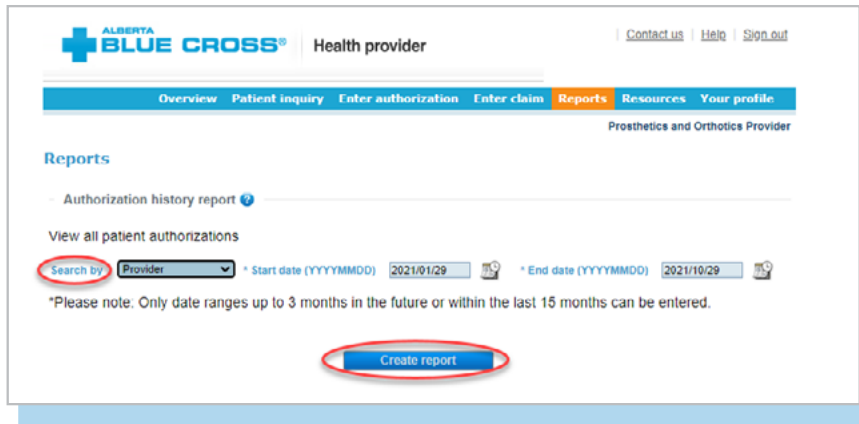 ALBERTA
BLUE CROSS® Health provider
Contact us | Help | Sign out
Overview Patient inquiry Enter authorization Enter claim Reports Resources Your profile
Prosthetics and Orthotics Provider
Reports
Authorization history report ?
View all patient authorizations
Search by Provider * Start date (YYYYMMDD) 2021/01/29 * End date (YYYYMMDD) 2021/10/29
*Please note: Only date ranges up to 3 months in the future or within the last 15 months can be entered.
Create report